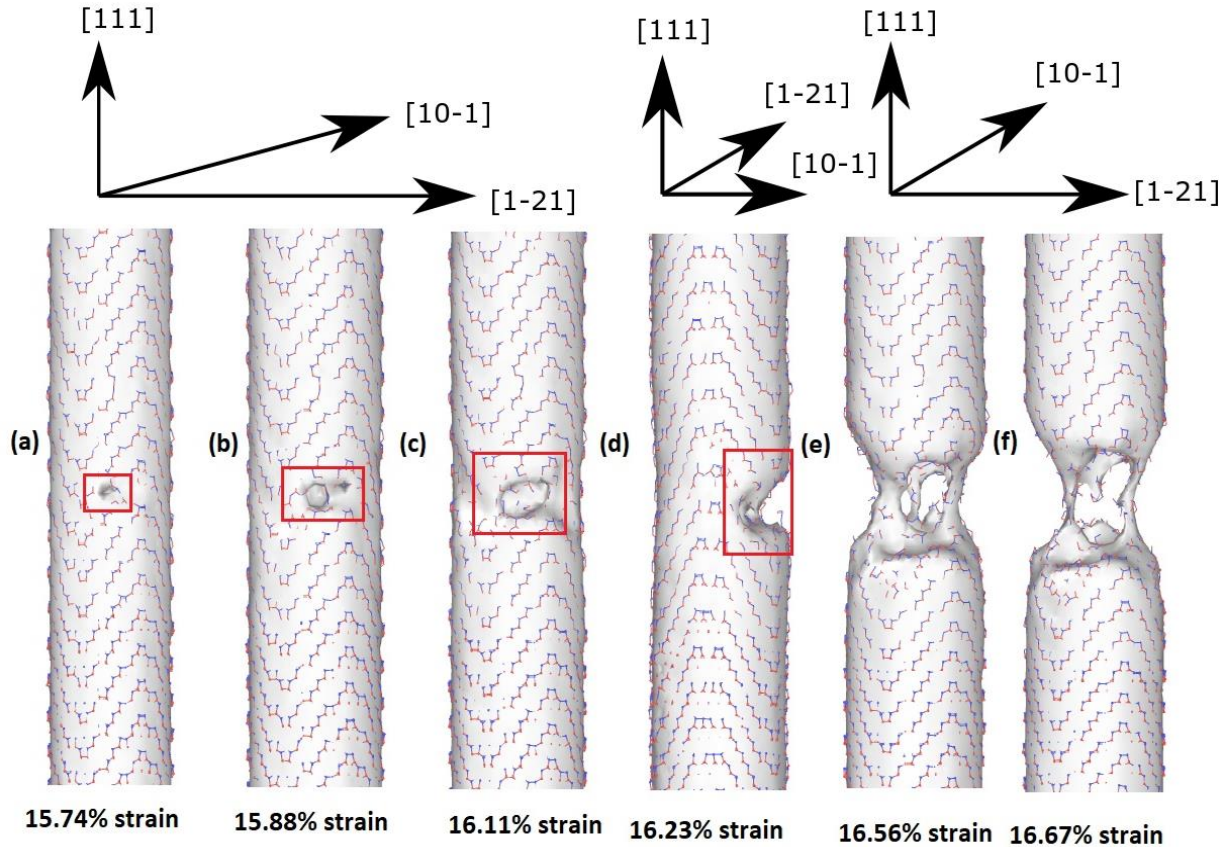 [111]
[10-1]
[1-21]
[111]
[1-21]
[10-1]
[111]
[10-1]
[1-21]
(a)
(b)
(c)
(d)
(e)
(f)
15.74% strain
15.88% strain
16.11% strain
16.23% strain
16.56% strain
16.67% strain